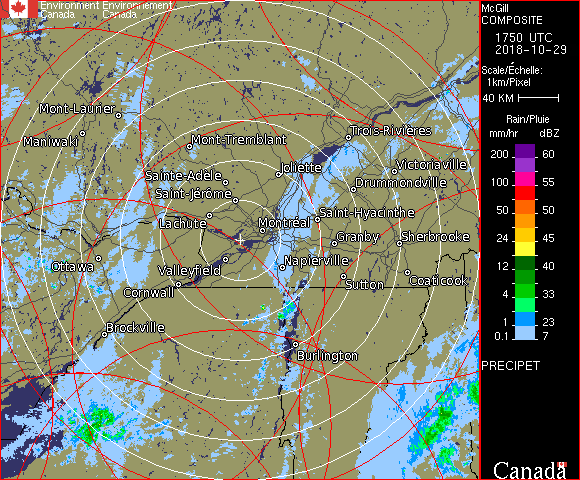 Environment Environnement
Canada Canada
McGill
COMPOSITE
1750 UTC
2018-10-29
Scale/Échelle:
1km/Pixel
40 KM
Rain/Pluie
mm/hr dBZ
200 60
100 55
50 50
24 45
12 40
4 33
1 23
0.1 7
PRECIPET
Canada
Mont-Laurier
Maniwaki
Mont-Tremblant
Trois-Rivières
Joliette
Victoriaville
Sainte-Adèle
Drummondville
Saint-Jérôme
Lachute
Saint-Hyacinthe
Montréal
Granby
Sherbrooke
Ottawa
Valleyfield
Napierville
Coaticook
Sutton
Cornwall
Brockville
Burlington